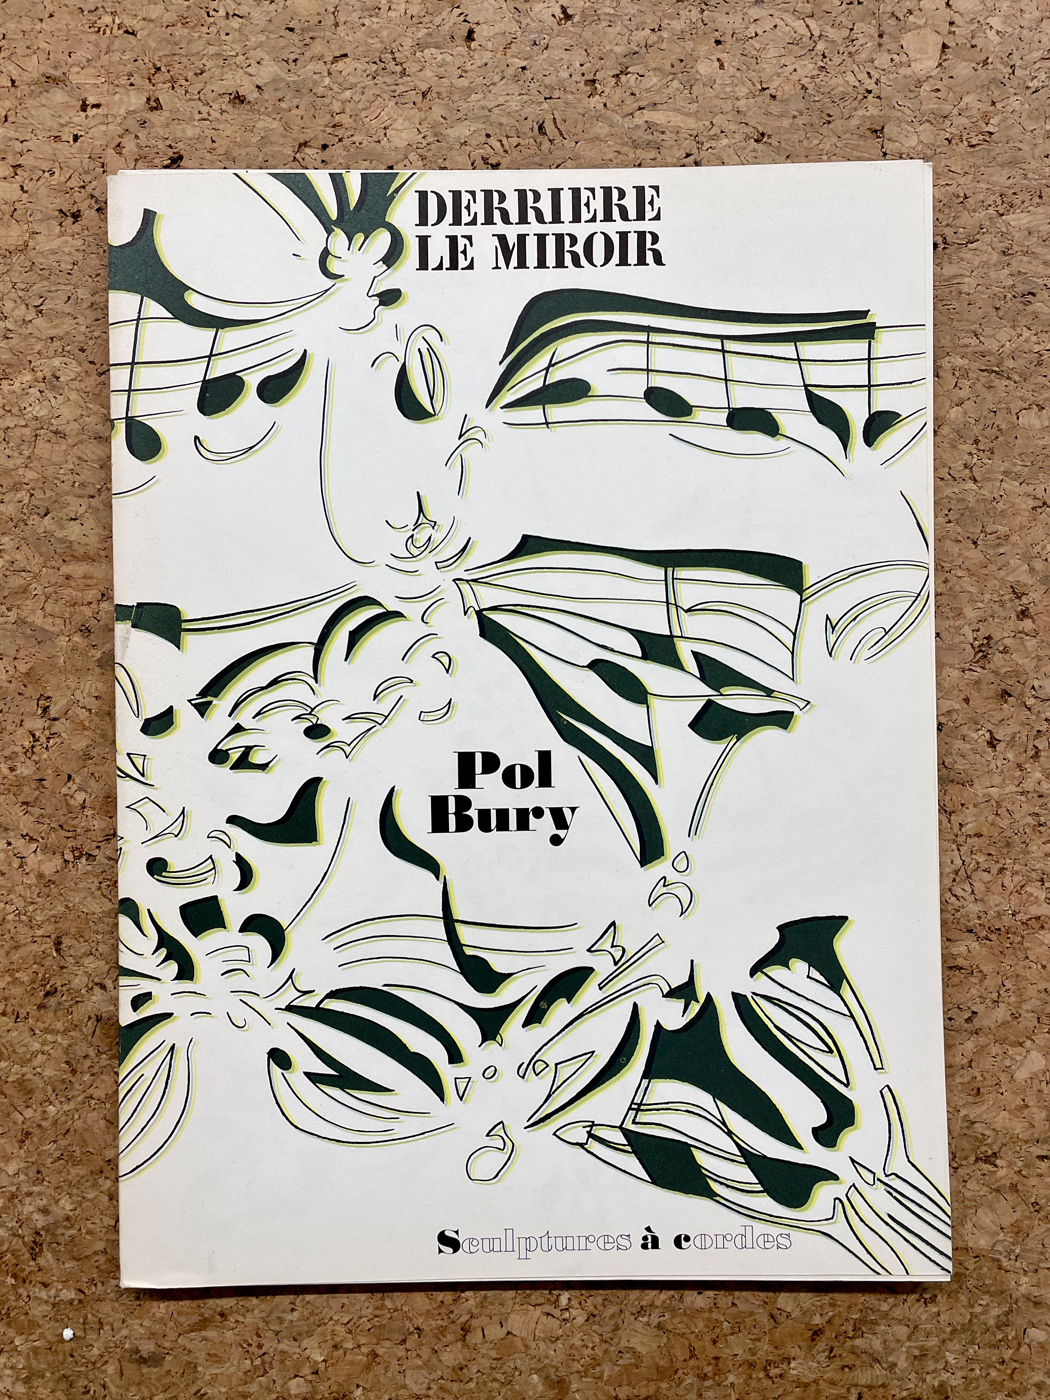 DERRIERE
LE MIROIR
Pol
Bury
Sculptures à cordes